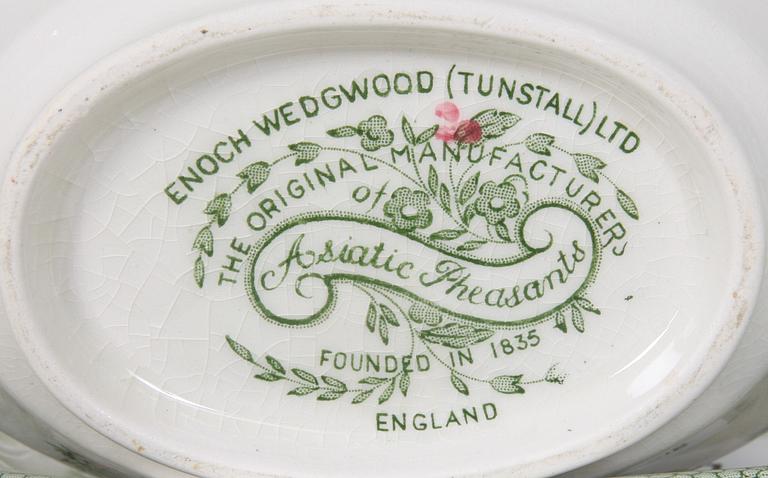 ENOCH WEDGWOOD (TUNSTALL) LTD
THE ORIGINAL MANUFACTURERS
of
Asiatic Pheasants
FOUNDED IN 1835
ENGLAND